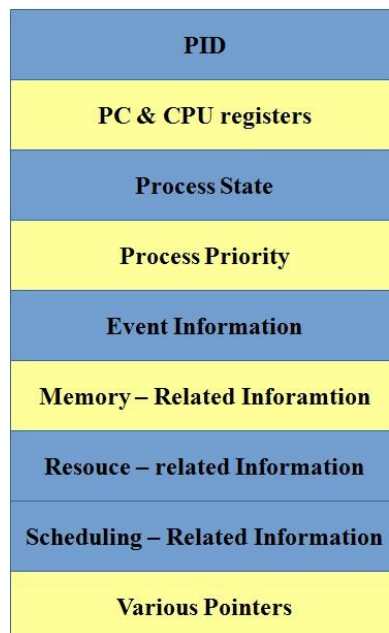 PID
PC & CPU registers
Process State
Process Priority
Event Information
Memory – Related Inforamtion
Resouce – related Information
Scheduling – Related Information
Various Pointers